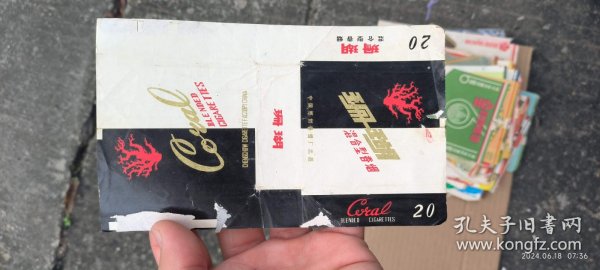 Coral
BLENDED
CIGARETTES
CHENGCHOW CIGARETTE FACTORY CHINA
珊瑚
珊瑚
混合型香烟
20
珊瑚
混合型香烟
Coral
BLENDED CIGARETTES
20
孔夫子旧书网
www.kongfz.com
2024.06.18 07:36